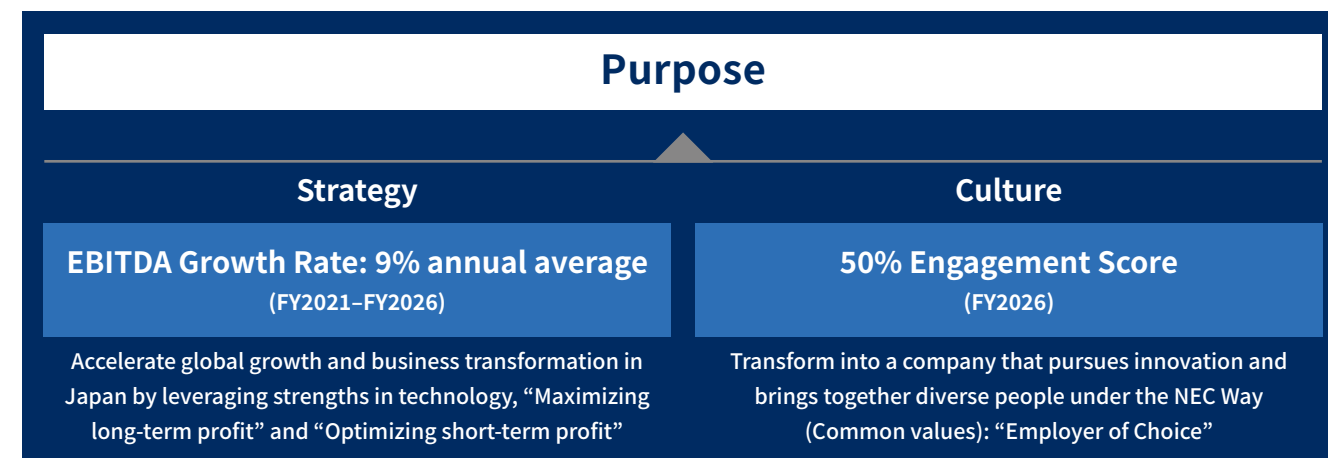 Purpose
Strategy
EBITDA Growth Rate: 9% annual average
(FY2021–FY2026)
Accelerate global growth and business transformation in
Japan by leveraging strengths in technology, “Maximizing
long-term profit” and “Optimizing short-term profit”
Culture
50% Engagement Score
(FY2026)
Transform into a company that pursues innovation and
brings together diverse people under the NEC Way
(Common values): “Employer of Choice”